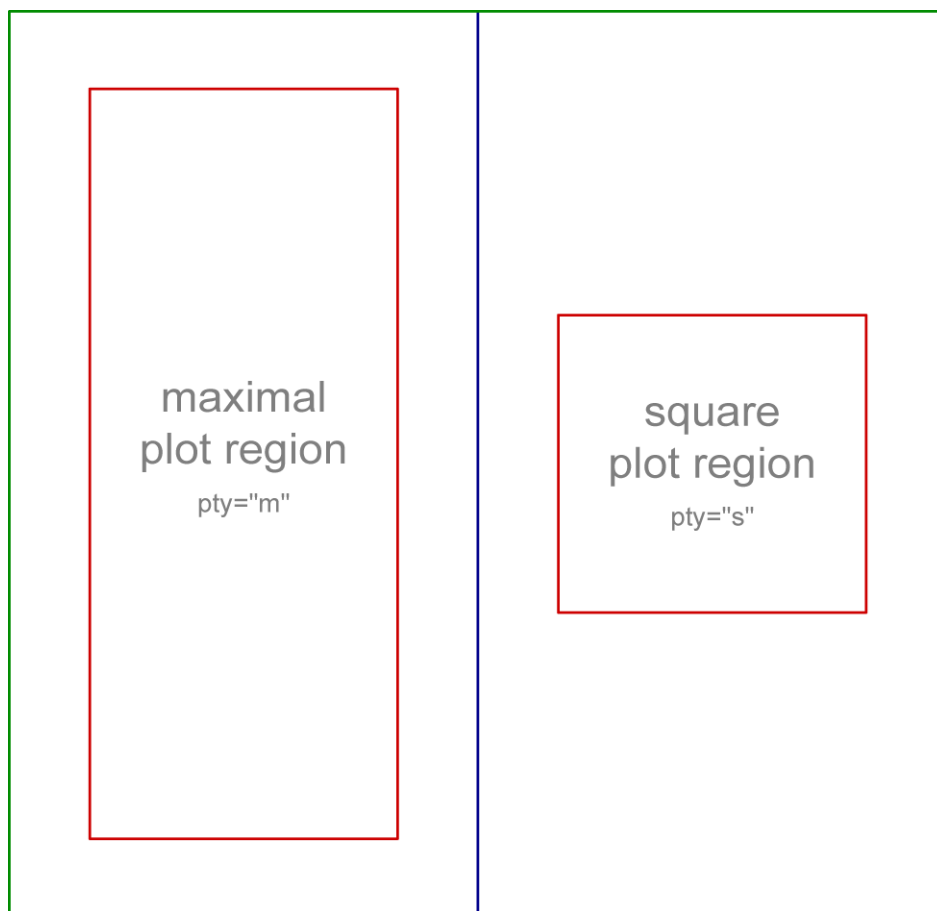 maximal
plot region
pty="m"
square
plot region
pty="s"